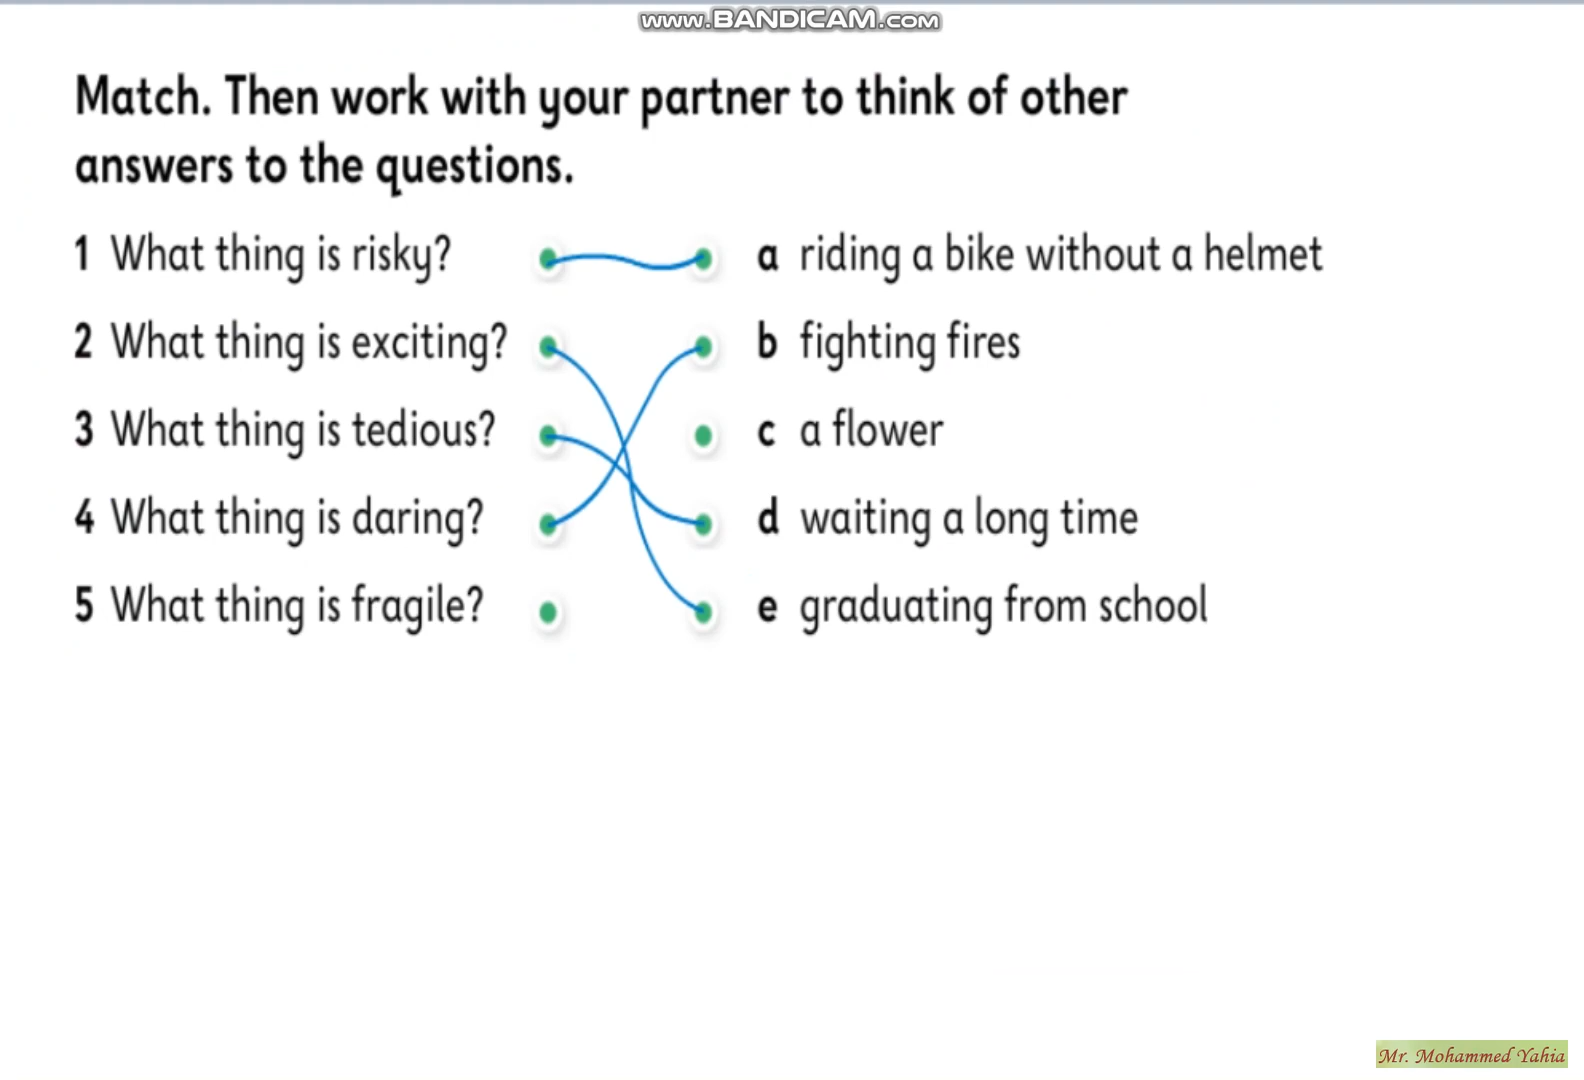 www.BANDICAM.com
Match. Then work with your partner to think of other
answers to the questions.
1 What thing is risky? a riding a bike without a helmet
2 What thing is exciting? b fighting fires
3 What thing is tedious? c a flower
4 What thing is daring? d waiting a long time
5 What thing is fragile? e graduating from school
Mr. Mohammed Yahia